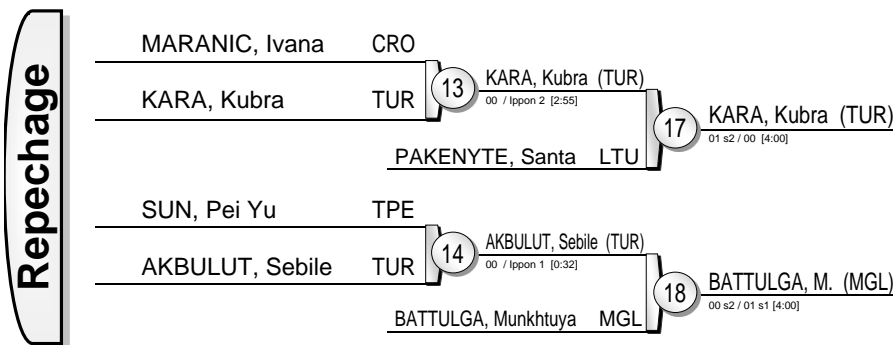 Repechage
MARANIC, Ivana CRO
KARA, Kubra TUR
13
KARA, Kubra (TUR)
00 / Ippon 2 [2:55]
PAKENYTE, Santa LTU
17
KARA, Kubra (TUR)
01 s2 / 00 [4:00]
SUN, Pei Yu TPE
AKBULUT, Sebile TUR
14
AKBULUT, Sebile (TUR)
00 / Ippon 1 [0:32]
BATTULGA, Munkhtuya MGL
18
BATTULGA, M. (MGL)
00 s2 / 01 s1 [4:00]